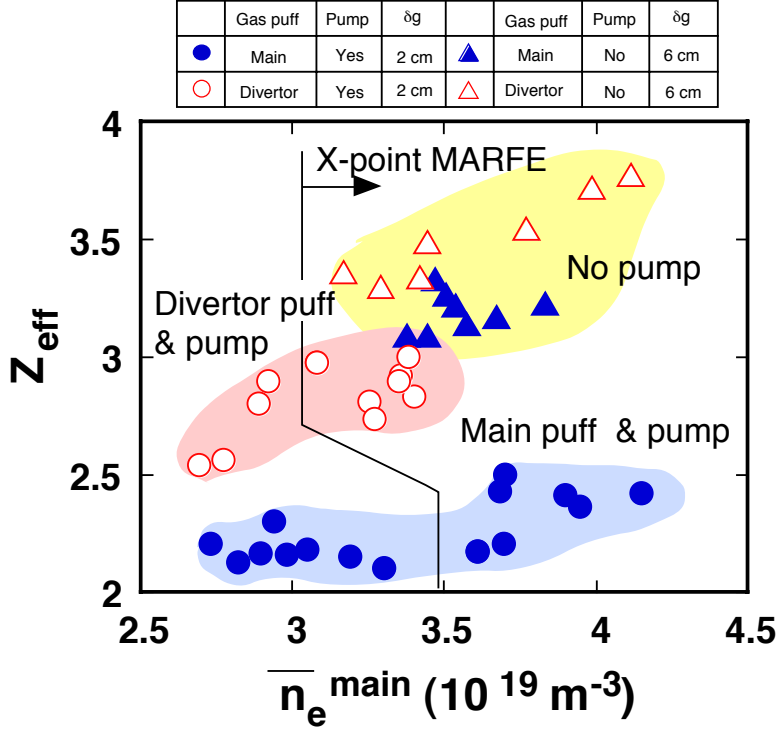 Gas puff Pump δg Gas puff Pump δg
Main Yes 2 cm Main No 6 cm
Divertor Yes 2 cm Divertor No 6 cm
4
X-point MARFE
3.5
No pump
Divertor puff
& pump
Zeff
3
Main puff & pump
2.5
2
2.5 3 3.5 4 4.5
n̅e main (10 19 m-3)